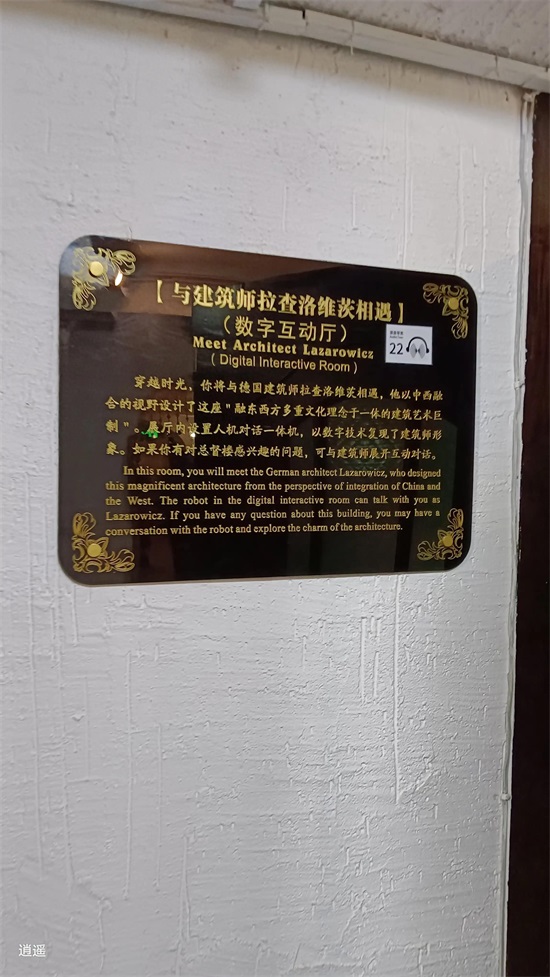 【与建筑师拉查洛维茨相遇】
（数字互动厅）
Meet Architect Lazarowicz
( Digital Interactive Room )
22
穿越时光，你将与德国建筑师拉查洛维茨相遇，他以中西融
合的视野设计了这座"融东西方多重文化理念于一体的建筑艺术巨
制"。展厅内设置人机对话一体机，以数字技术复现了建筑师形
象。如果你有对总督楼感兴趣的问题，可与建筑师展开互动对话。
In this room, you will meet the German architect Lazarowicz, who designed
this magnificent architecture from the perspective of integration of China and
the West. The robot in the digital interactive room can talk with you as
Lazarowicz. If you have any question about this building, you may have a
conversation with the robot and explore the charm of the architecture.
逍遥